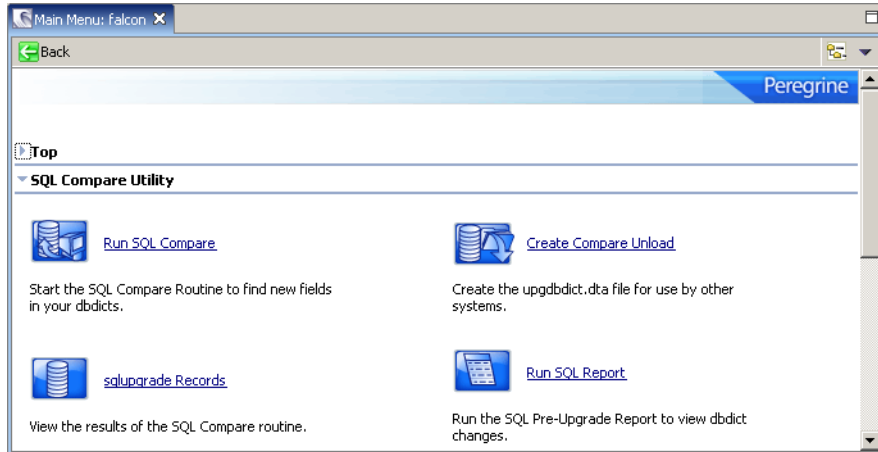 Main Menu: falcon
Back
Peregrine
Top
SQL Compare Utility
Run SQL Compare
Create Compare Unload
Start the SQL Compare Routine to find new fields
in your dbdicts.
Create the upgdbdict.dta file for use by other
systems.
sqlupgrade Records
Run SQL Report
View the results of the SQL Compare routine.
Run the SQL Pre-Upgrade Report to view dbdict
changes.